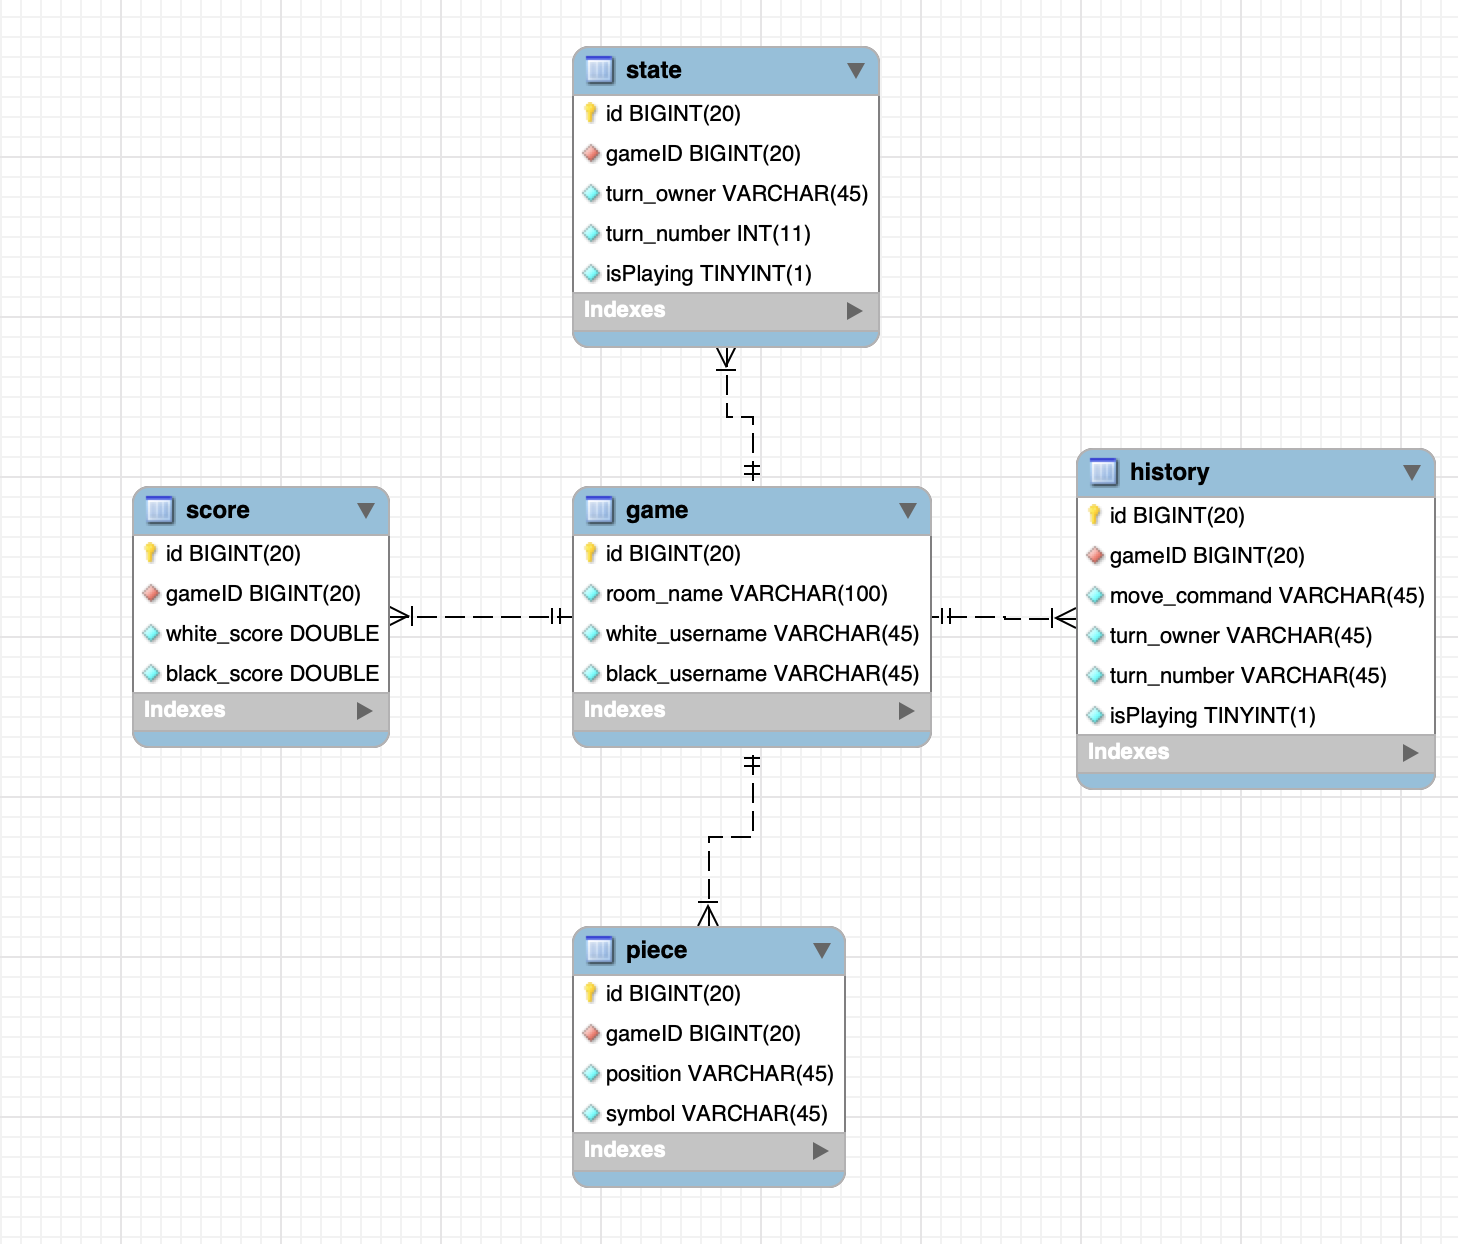 state
id BIGINT(20)
gameID BIGINT(20)
turn_owner VARCHAR(45)
turn_number INT(11)
isPlaying TINYINT(1)
Indexes
score
id BIGINT(20)
gameID BIGINT(20)
white_score DOUBLE
black_score DOUBLE
Indexes
game
id BIGINT(20)
room_name VARCHAR(100)
white_username VARCHAR(45)
black_username VARCHAR(45)
Indexes
history
id BIGINT(20)
gameID BIGINT(20)
move_command VARCHAR(45)
turn_owner VARCHAR(45)
turn_number VARCHAR(45)
isPlaying TINYINT(1)
Indexes
piece
id BIGINT(20)
gameID BIGINT(20)
position VARCHAR(45)
symbol VARCHAR(45)
Indexes